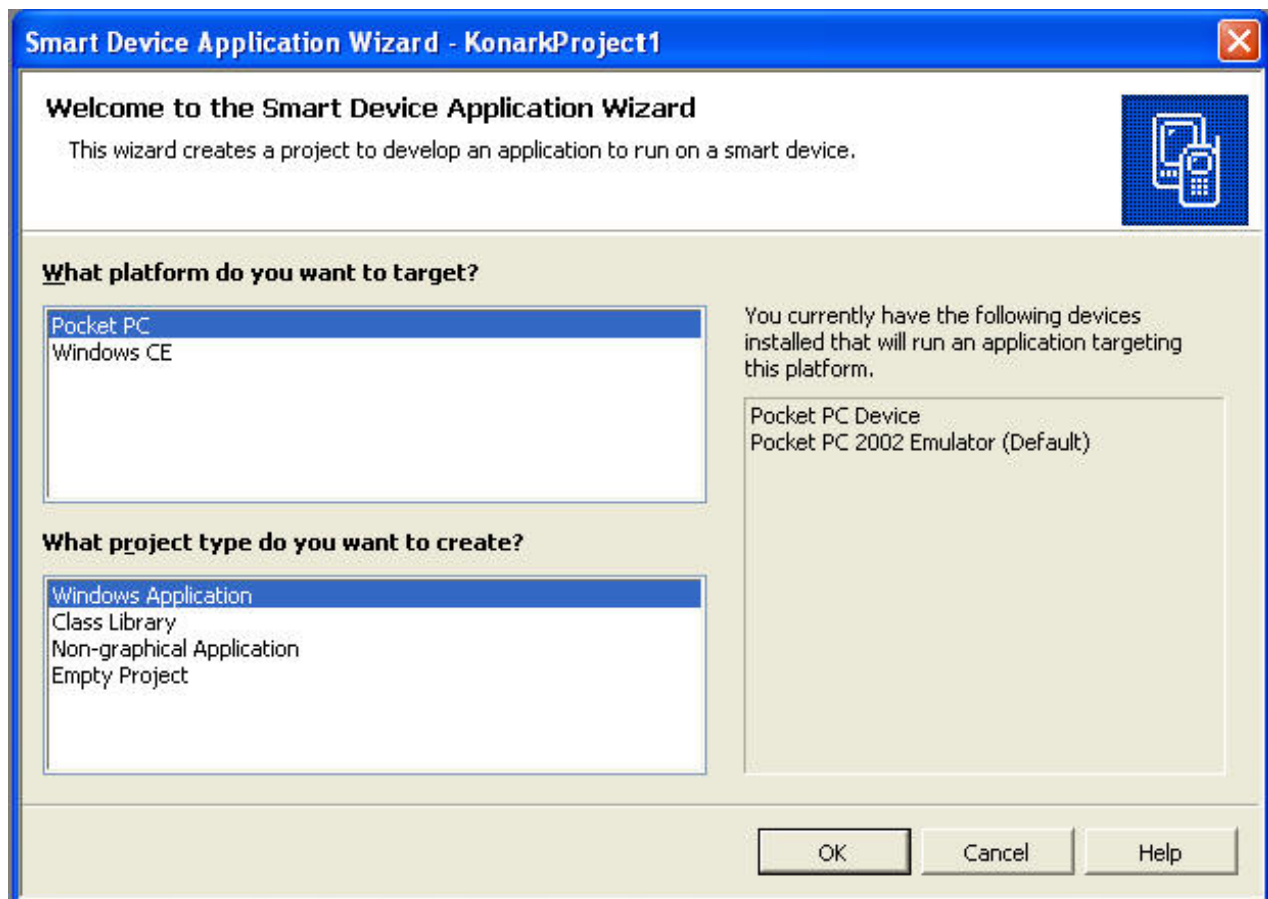 Smart Device Application Wizard - KonarkProject1
Welcome to the Smart Device Application Wizard
This wizard creates a project to develop an application to run on a smart device.
What platform do you want to target?
Pocket PC
Windows CE
You currently have the following devices
installed that will run an application targeting
this platform.
Pocket PC Device
Pocket PC 2002 Emulator (Default)
What project type do you want to create?
Windows Application
Class Library
Non-graphical Application
Empty Project
OK
Cancel
Help